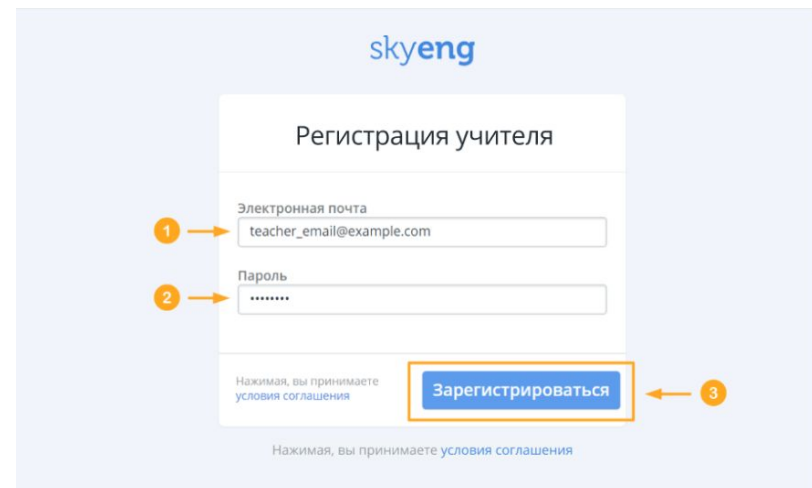 skyeng
Регистрация учителя
Электронная почта
1
teacher_email@example.com
Пароль
2
••••••••
Нажимая, вы принимаете
условия соглашения
Зарегистрироваться
3
Нажимая, вы принимаете условия соглашения